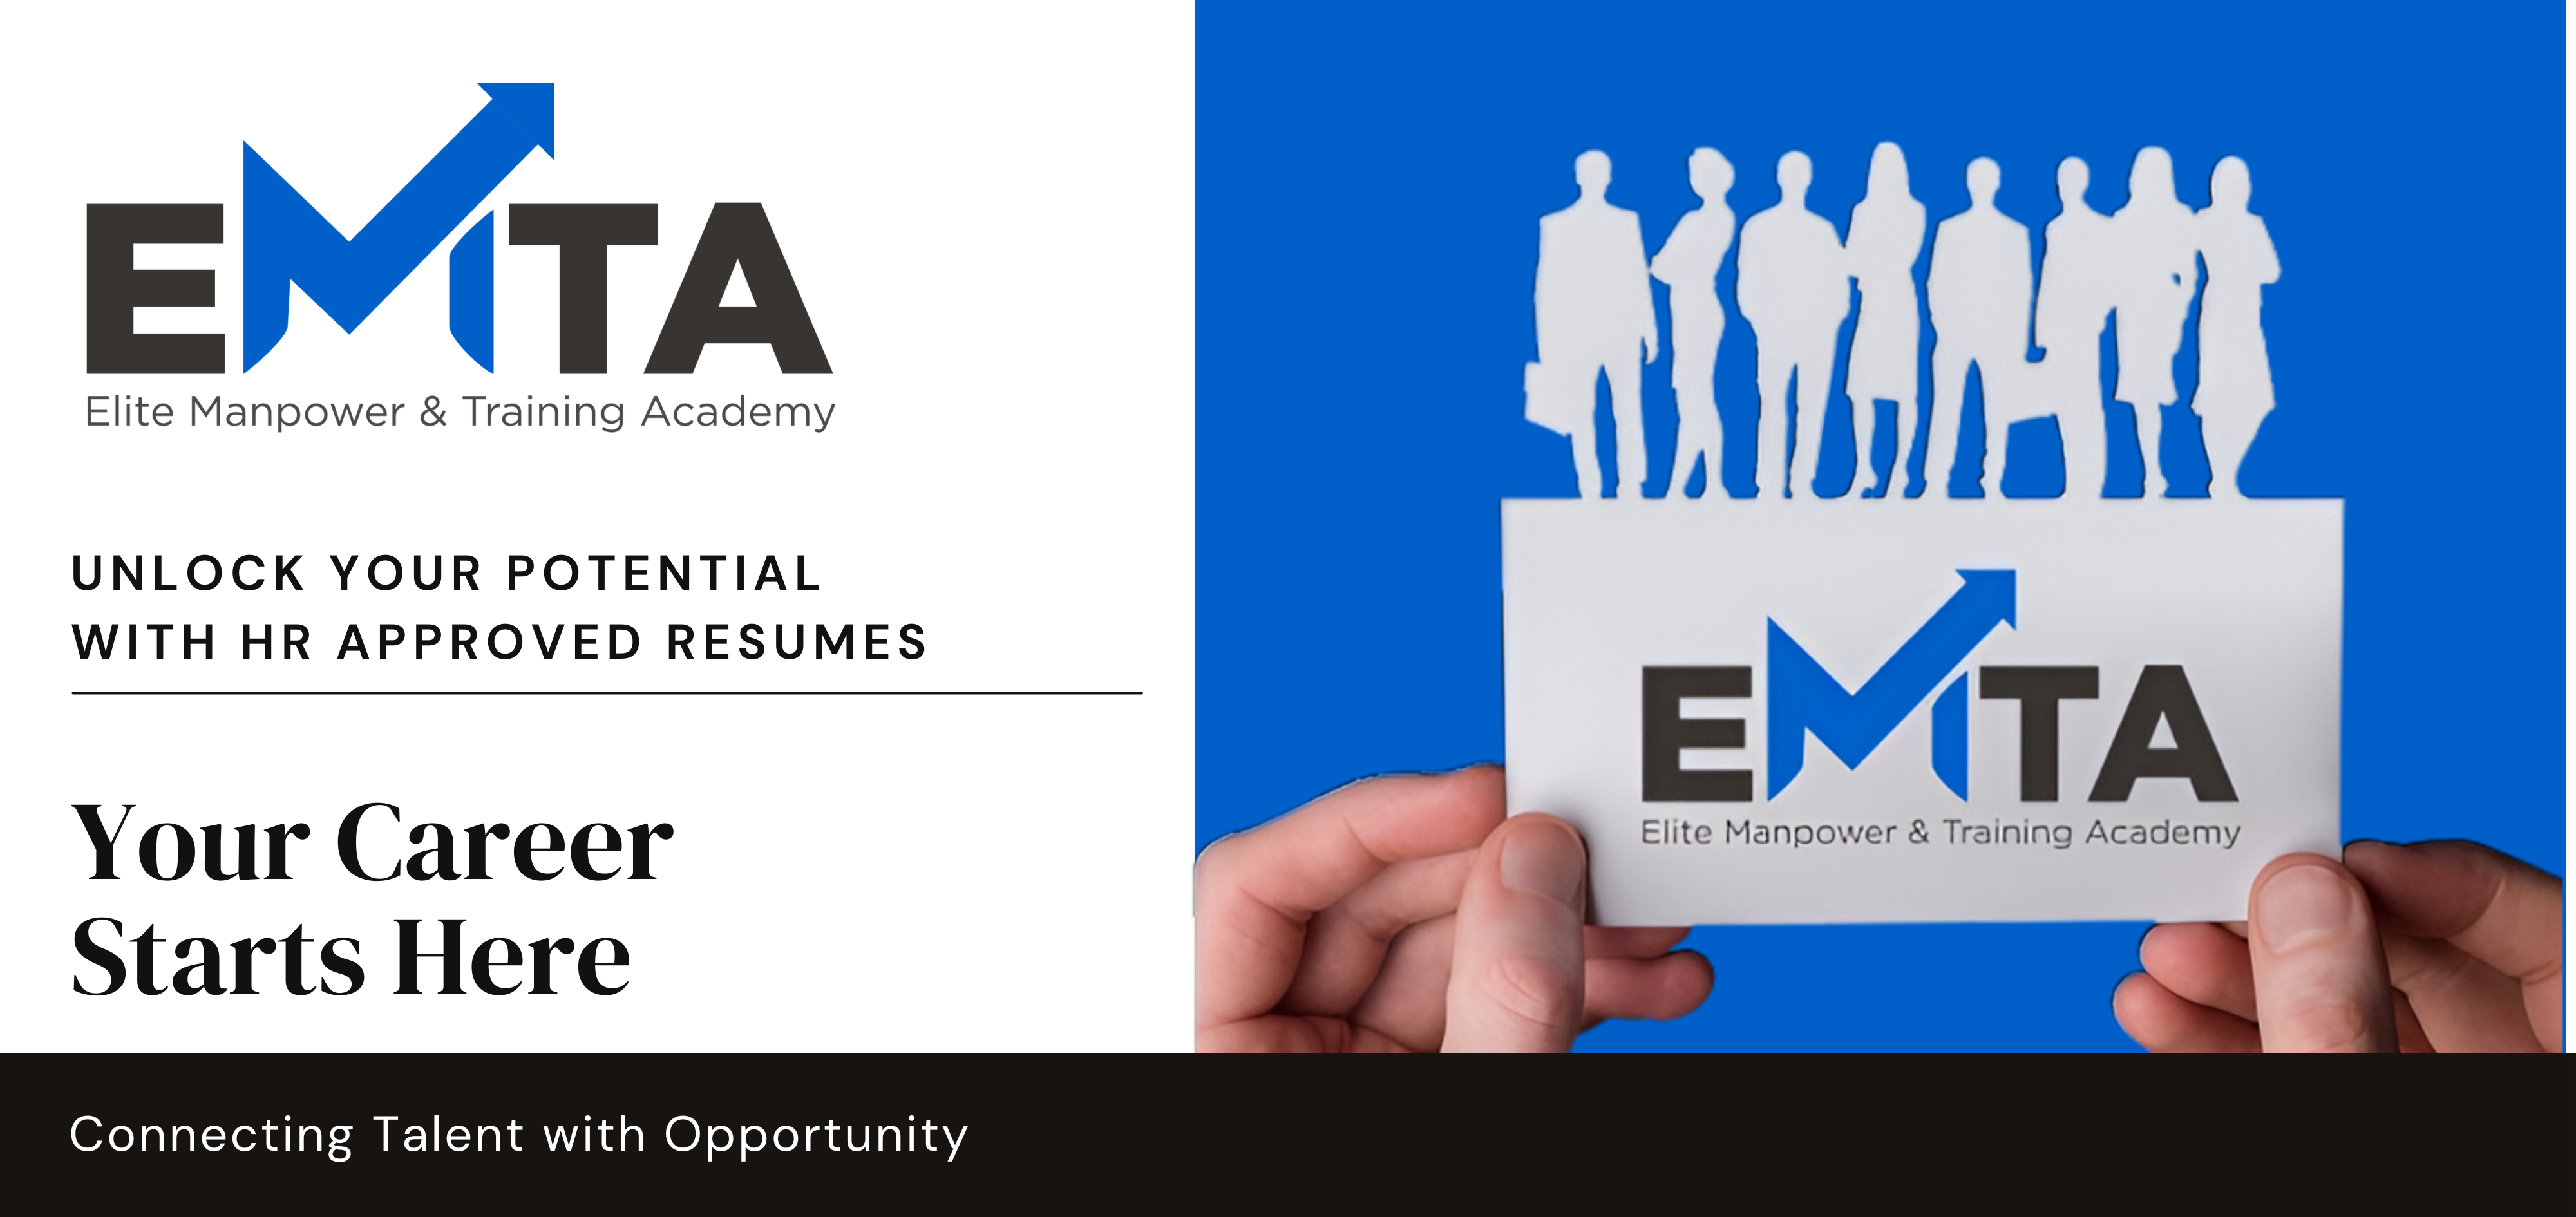 EMTA
Elite Manpower & Training Academy
UNLOCK YOUR POTENTIAL
WITH HR APPROVED RESUMES
Your Career
Starts Here
EMTA
Elite Manpower & Training Academy
Connecting Talent with Opportunity